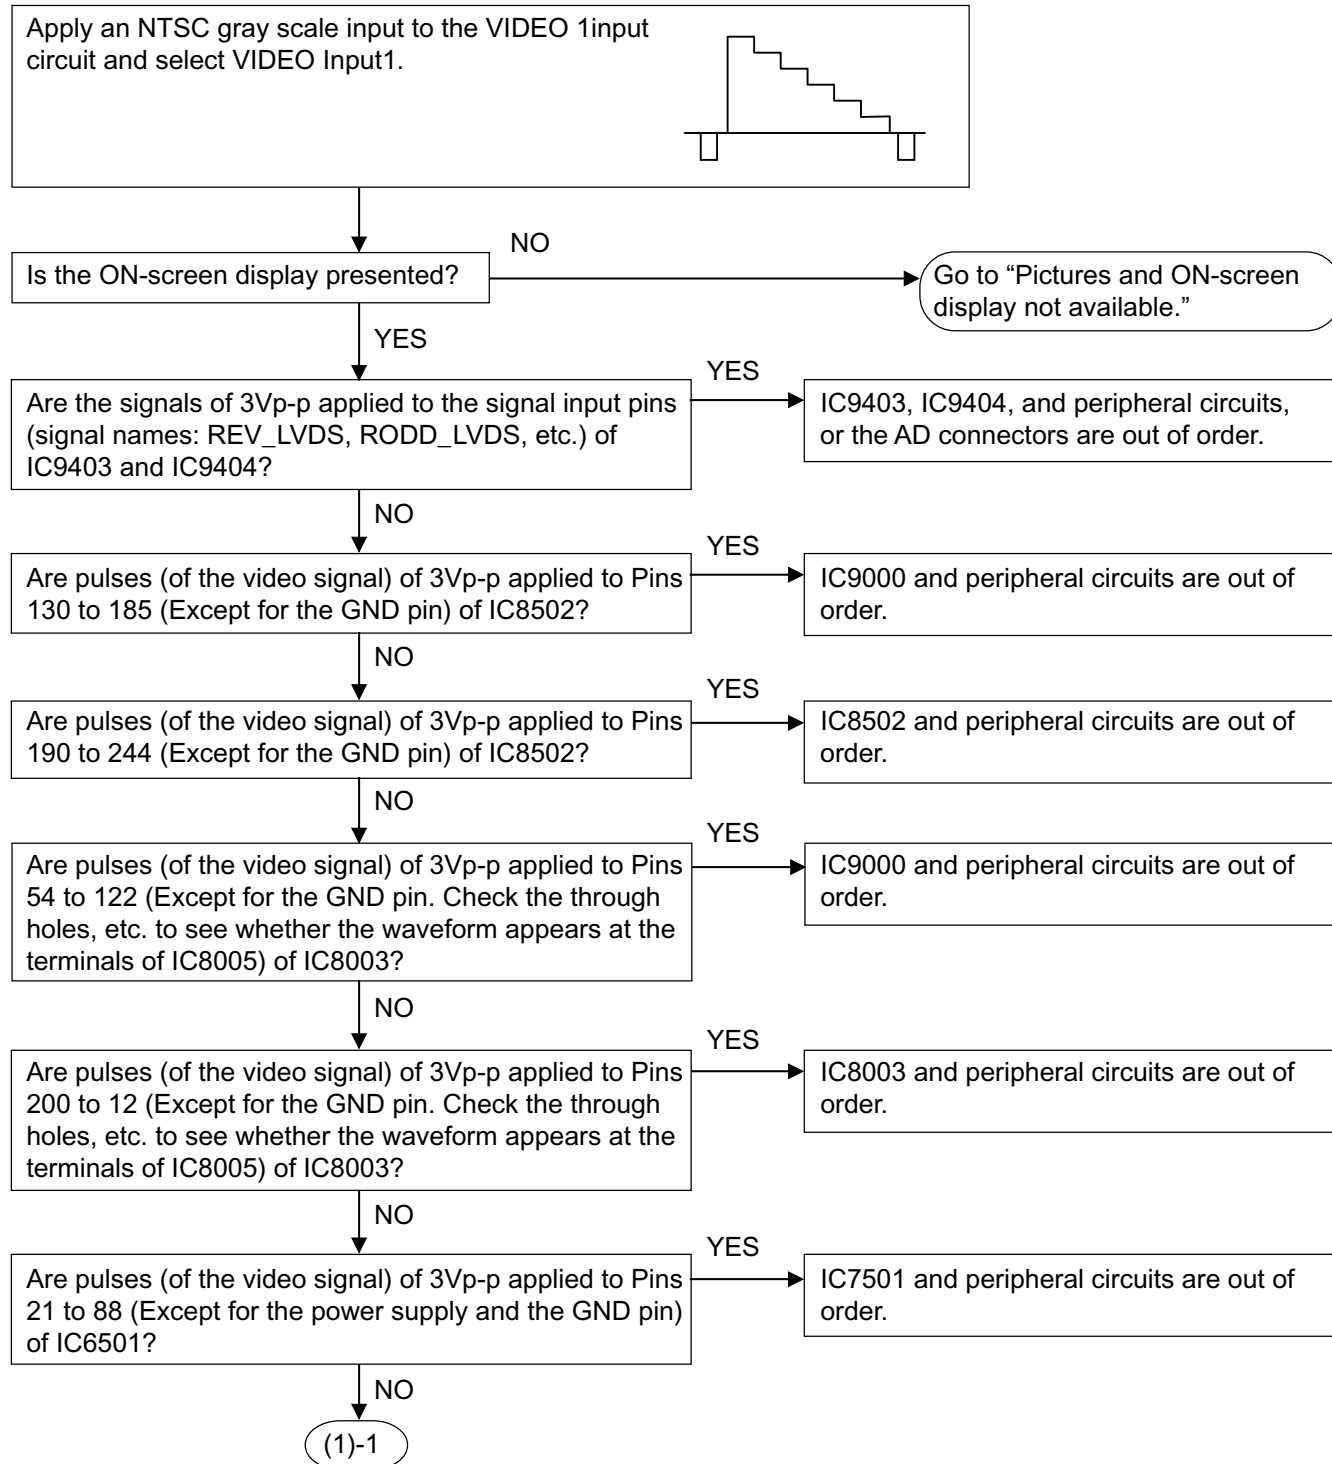 Apply an NTSC gray scale input to the VIDEO 1input
circuit and select VIDEO Input1.
NO
Is the ON-screen display presented?
Go to “Pictures and ON-screen
display not available.”
YES
YES
Are the signals of 3Vp-p applied to the signal input pins
(signal names: REV_LVDS, RODD_LVDS, etc.) of
IC9403 and IC9404?
IC9403, IC9404, and peripheral circuits,
or the AD connectors are out of order.
NO
YES
Are pulses (of the video signal) of 3Vp-p applied to Pins
130 to 185 (Except for the GND pin) of IC8502?
IC9000 and peripheral circuits are out of
order.
NO
YES
Are pulses (of the video signal) of 3Vp-p applied to Pins
190 to 244 (Except for the GND pin) of IC8502?
IC8502 and peripheral circuits are out of
order.
NO
YES
Are pulses (of the video signal) of 3Vp-p applied to Pins
54 to 122 (Except for the GND pin. Check the through
holes, etc. to see whether the waveform appears at the
terminals of IC8005) of IC8003?
IC9000 and peripheral circuits are out of
order.
NO
YES
Are pulses (of the video signal) of 3Vp-p applied to Pins
200 to 12 (Except for the GND pin. Check the through
holes, etc. to see whether the waveform appears at the
terminals of IC8005) of IC8003?
IC8003 and peripheral circuits are out of
order.
NO
YES
Are pulses (of the video signal) of 3Vp-p applied to Pins
21 to 88 (Except for the power supply and the GND pin)
of IC6501?
IC7501 and peripheral circuits are out of
order.
NO
(1)-1